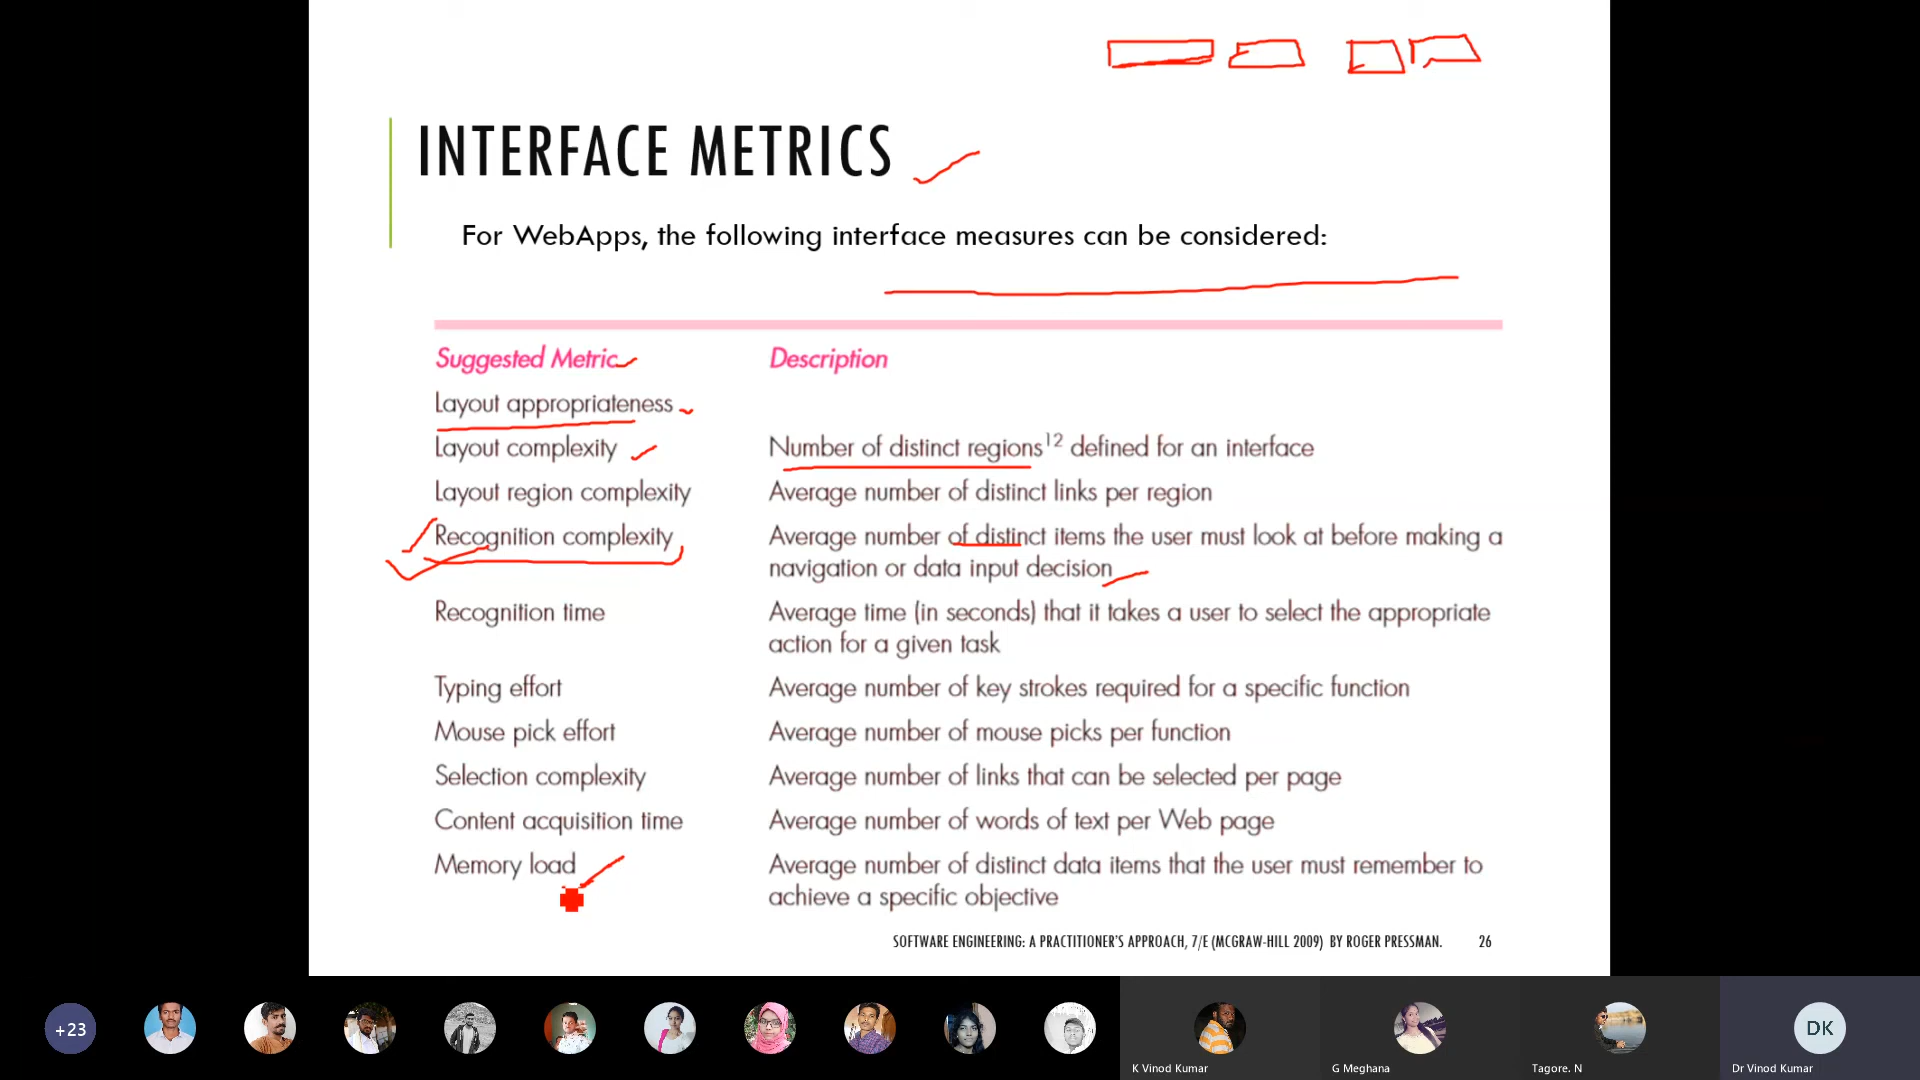 INTERFACE METRICS
For WebApps, the following interface measures can be considered:
Suggested Metric Description
Layout appropriateness
Layout complexity Number of distinct regions12 defined for an interface
Layout region complexity Average number of distinct links per region
Recognition complexity Average number of distinct items the user must look at before making a
navigation or data input decision
Recognition time Average time (in seconds) that it takes a user to select the appropriate
action for a given task
Typing effort Average number of key strokes required for a specific function
Mouse pick effort Average number of mouse picks per function
Selection complexity Average number of links that can be selected per page
Content acquisition time Average number of words of text per Web page
Memory load Average number of distinct data items that the user must remember to
achieve a specific objective
SOFTWARE ENGINEERING: A PRACTITIONER'S APPROACH, 7/E (MCGRAW-HILL 2009) BY ROGER PRESSMAN. 26
+23 DK
K Vinod Kumar G Meghana Tagore. N Dr Vinod Kumar